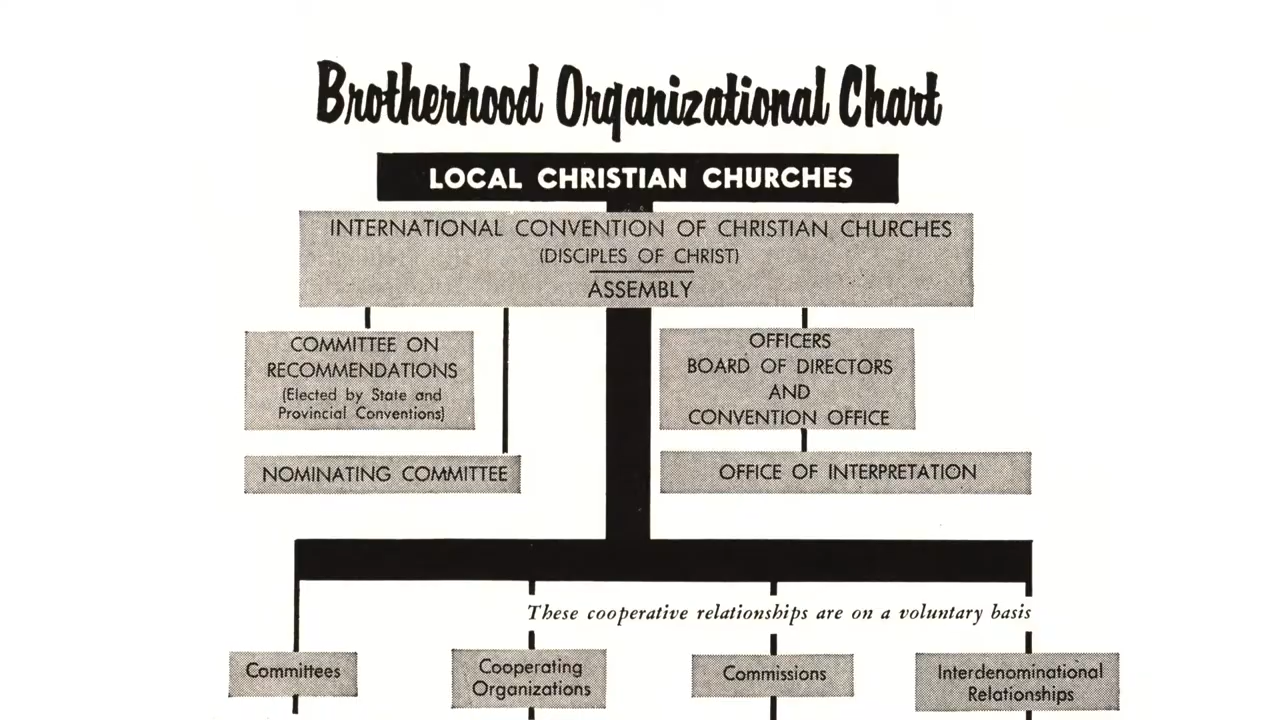 Brotherhood Organizational Chart
LOCAL CHRISTIAN CHURCHES
INTERNATIONAL CONVENTION OF CHRISTIAN CHURCHES
(DISCIPLES OF CHRIST)
ASSEMBLY
COMMITTEE ON
RECOMMENDATIONS
(Elected by State and
Provincial Conventions)
OFFICERS
BOARD OF DIRECTORS
AND
CONVENTION OFFICE
NOMINATING COMMITTEE
OFFICE OF INTERPRETATION
These cooperative relationships are on a voluntary basis
Committees
Cooperating
Organizations
Commissions
Interdenominational
Relationships